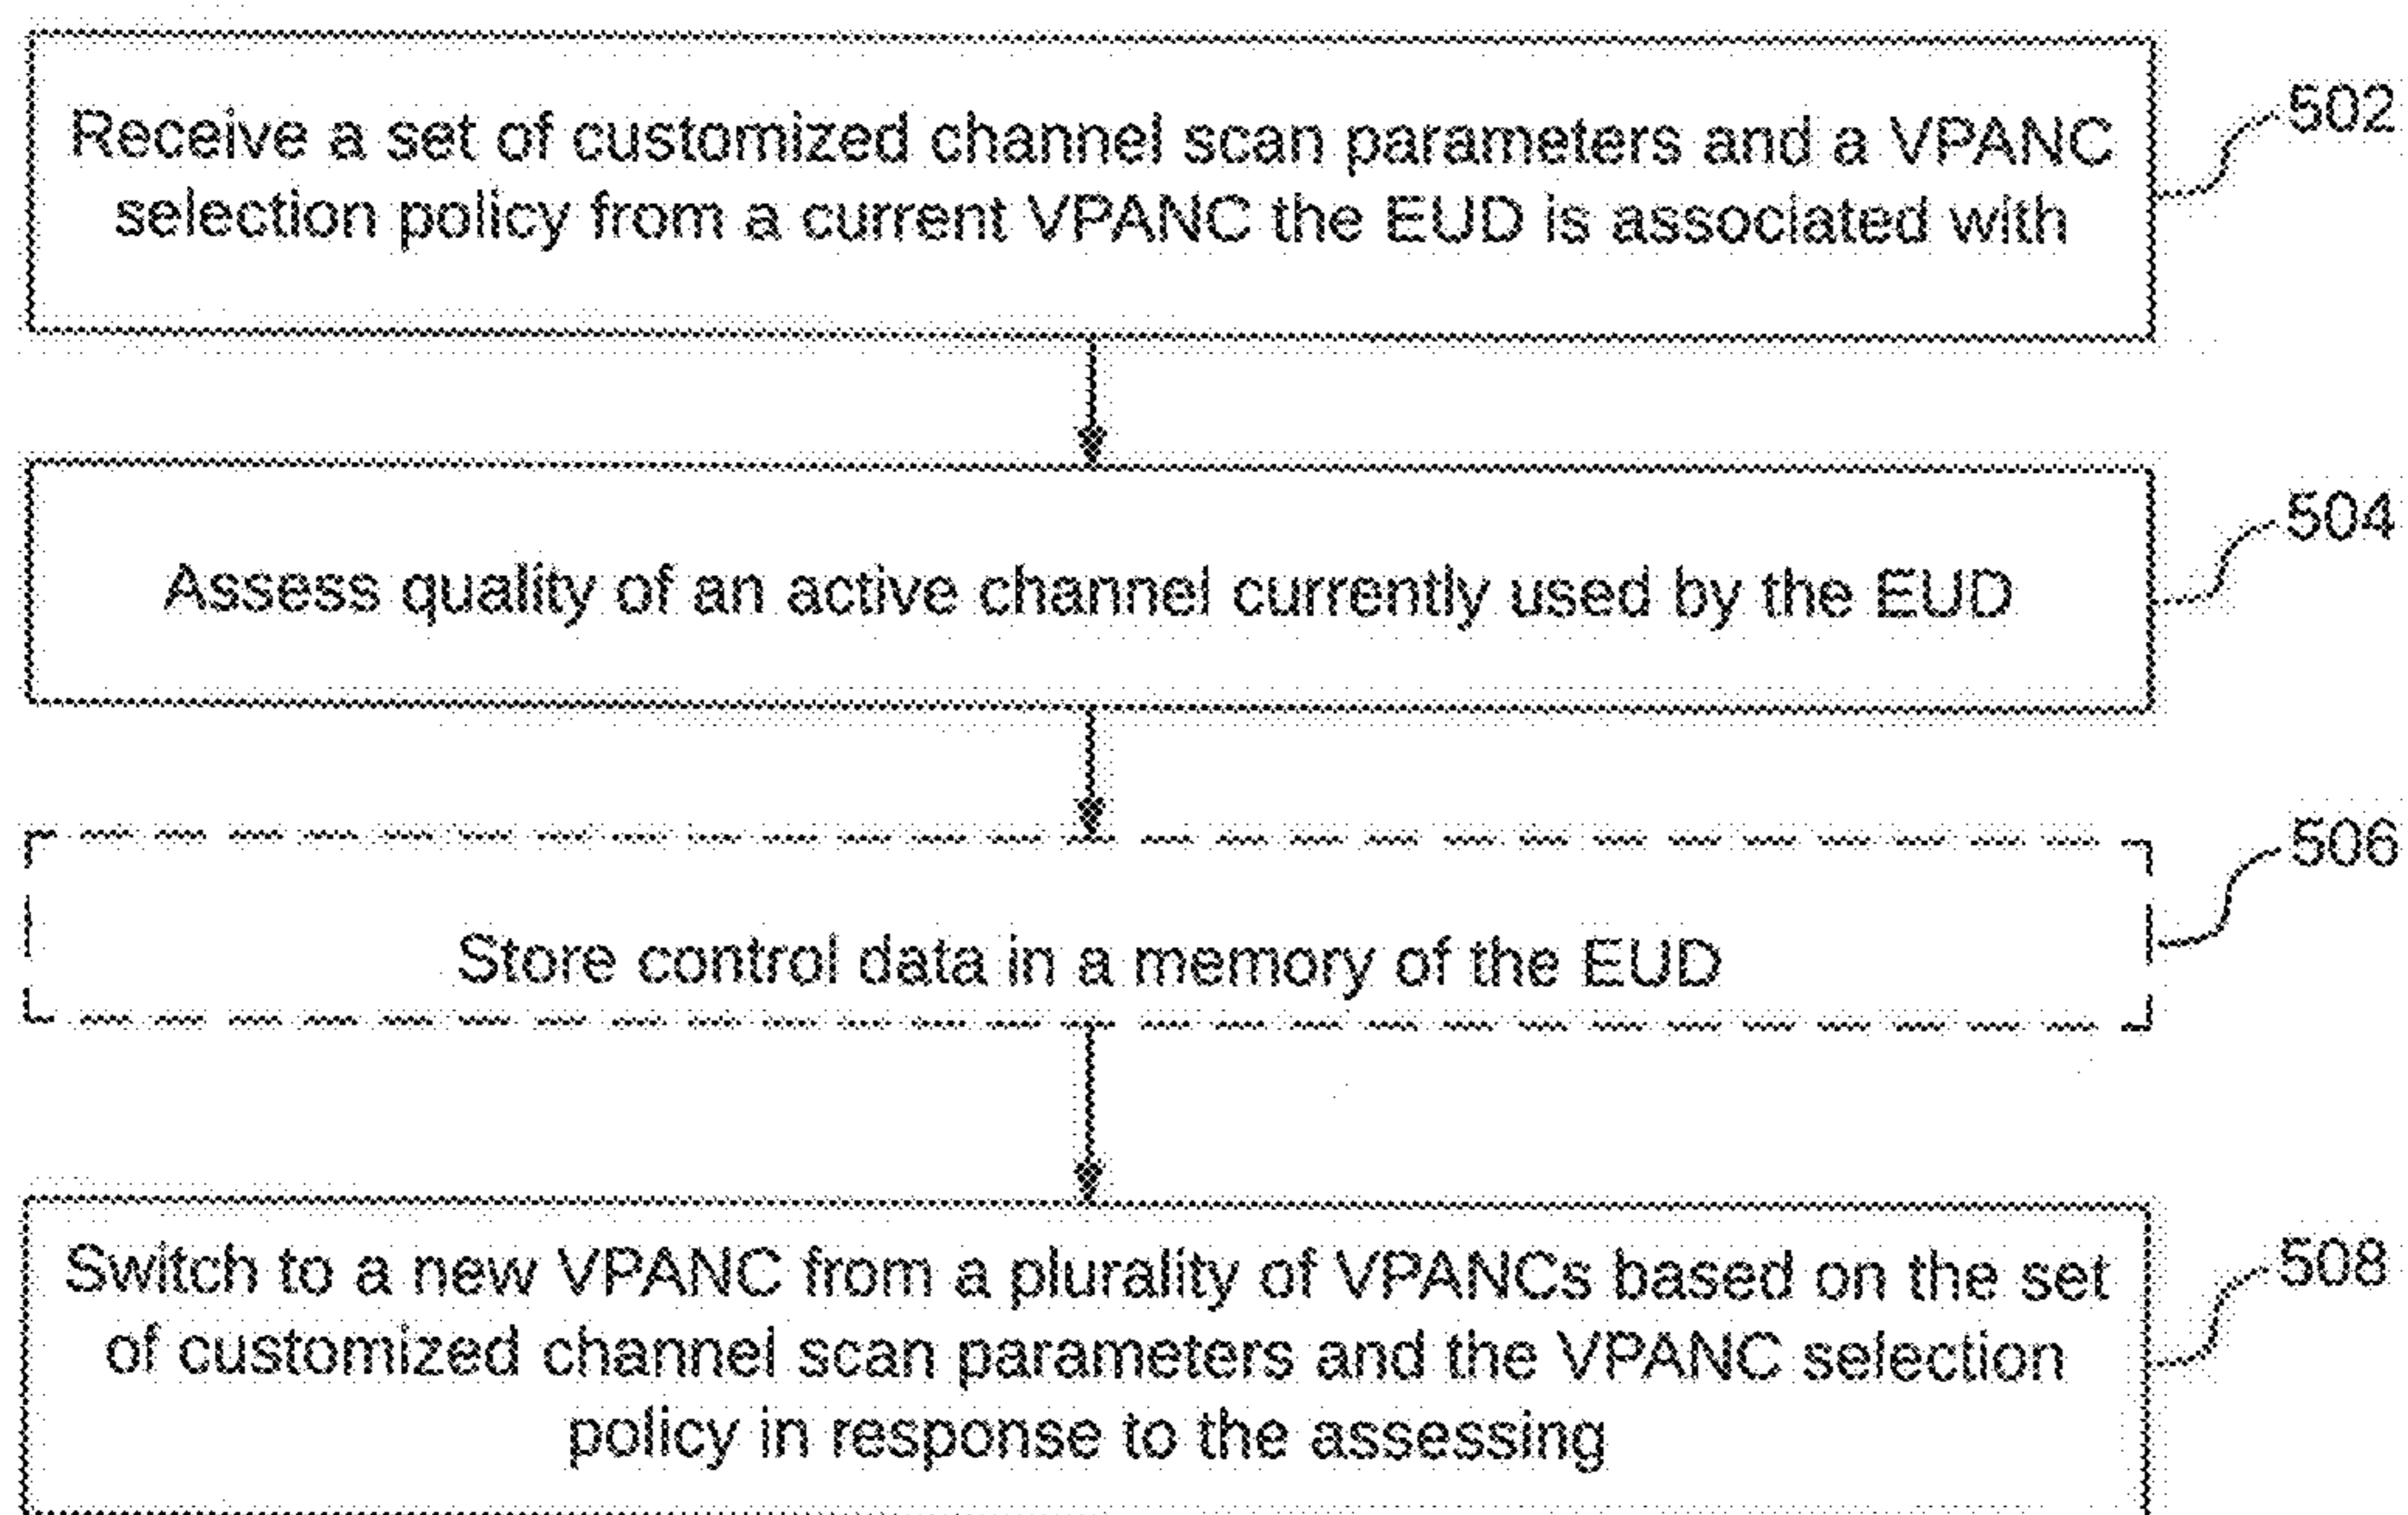 Receive a set of customized channel scan parameters and a VPANC
selection policy from a current VPANC the EUD is associated with
502
Assess quality of an active channel currently used by the EUD
504
Store control data in a memory of the EUD
506
Switch to a new VPANC from a plurality of VPANCs based on the set
of customized channel scan parameters and the VPANC selection
policy in response to the assessing
508